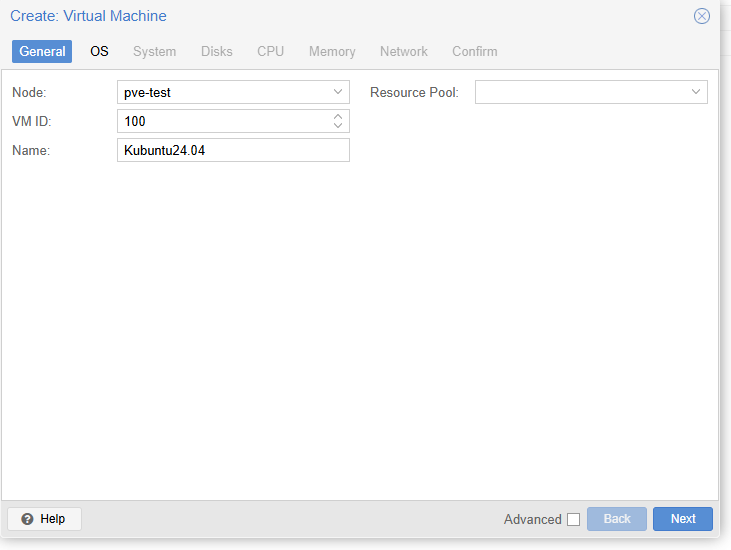 Create: Virtual Machine
General OS System Disks CPU Memory Network Confirm
Node: pve-test Resource Pool:
VM ID: 100
Name: Kubuntu24.04
Help Advanced Back Next